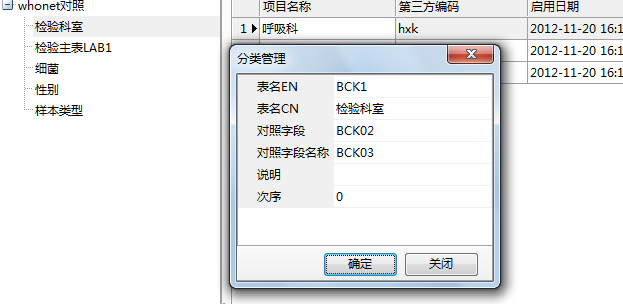 whonet对照
检验科室
检验主表LAB1
细菌
性别
样本类型
项目名称 第三方编码 启用日期
1 呼吸科 hxk 2012-11-20 16:1
2012-11-20 16:1
2012-11-20 16:1
分类管理
表名EN BCK1
表名CN 检验科室
对照字段 BCK02
对照字段名称 BCK03
说明
次序 0
确定 关闭